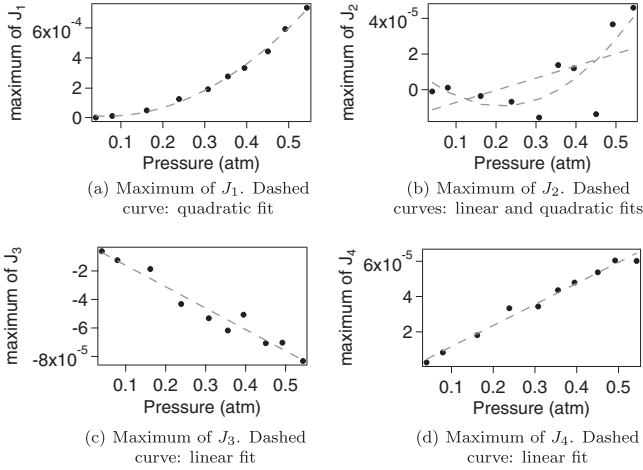 maximum of J1
6x10-4
4
2
0
0.1 0.2 0.3 0.4 0.5
Pressure (atm)
(a) Maximum of J1. Dashed
curve: quadratic fit
maximum of J2
4x10-5
2
0
0.1 0.2 0.3 0.4 0.5
Pressure (atm)
(b) Maximum of J2. Dashed
curves: linear and quadratic fits
maximum of J3
-2
-4
-6
-8x10-5
0.1 0.2 0.3 0.4 0.5
Pressure (atm)
(c) Maximum of J3. Dashed
curve: linear fit
maximum of J4
6x10-5
4
2
0.1 0.2 0.3 0.4 0.5
Pressure (atm)
(d) Maximum of J4. Dashed
curve: linear fit